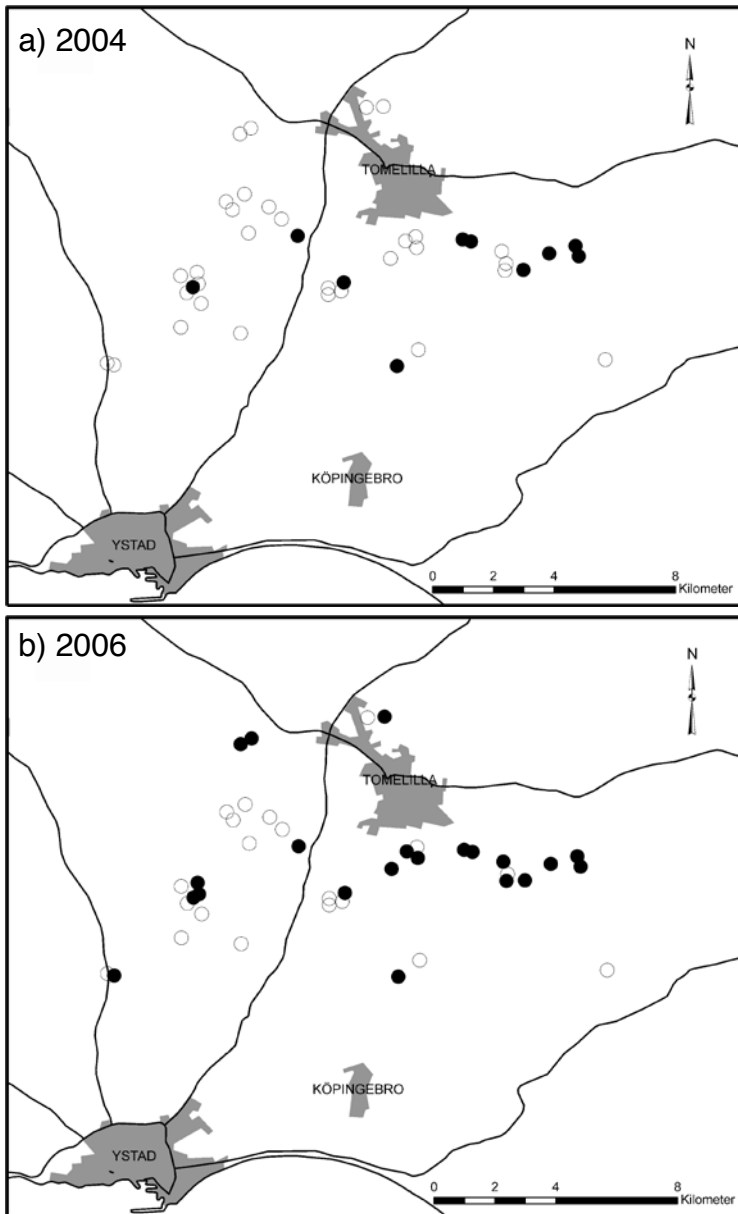 a) 2004
N
TOMELILLA
KÖPINGEBRO
YSTAD
0 2 4 8
Kilometer
b) 2006
N
TOMELILLA
KÖPINGEBRO
YSTAD
0 2 4 8
Kilometer